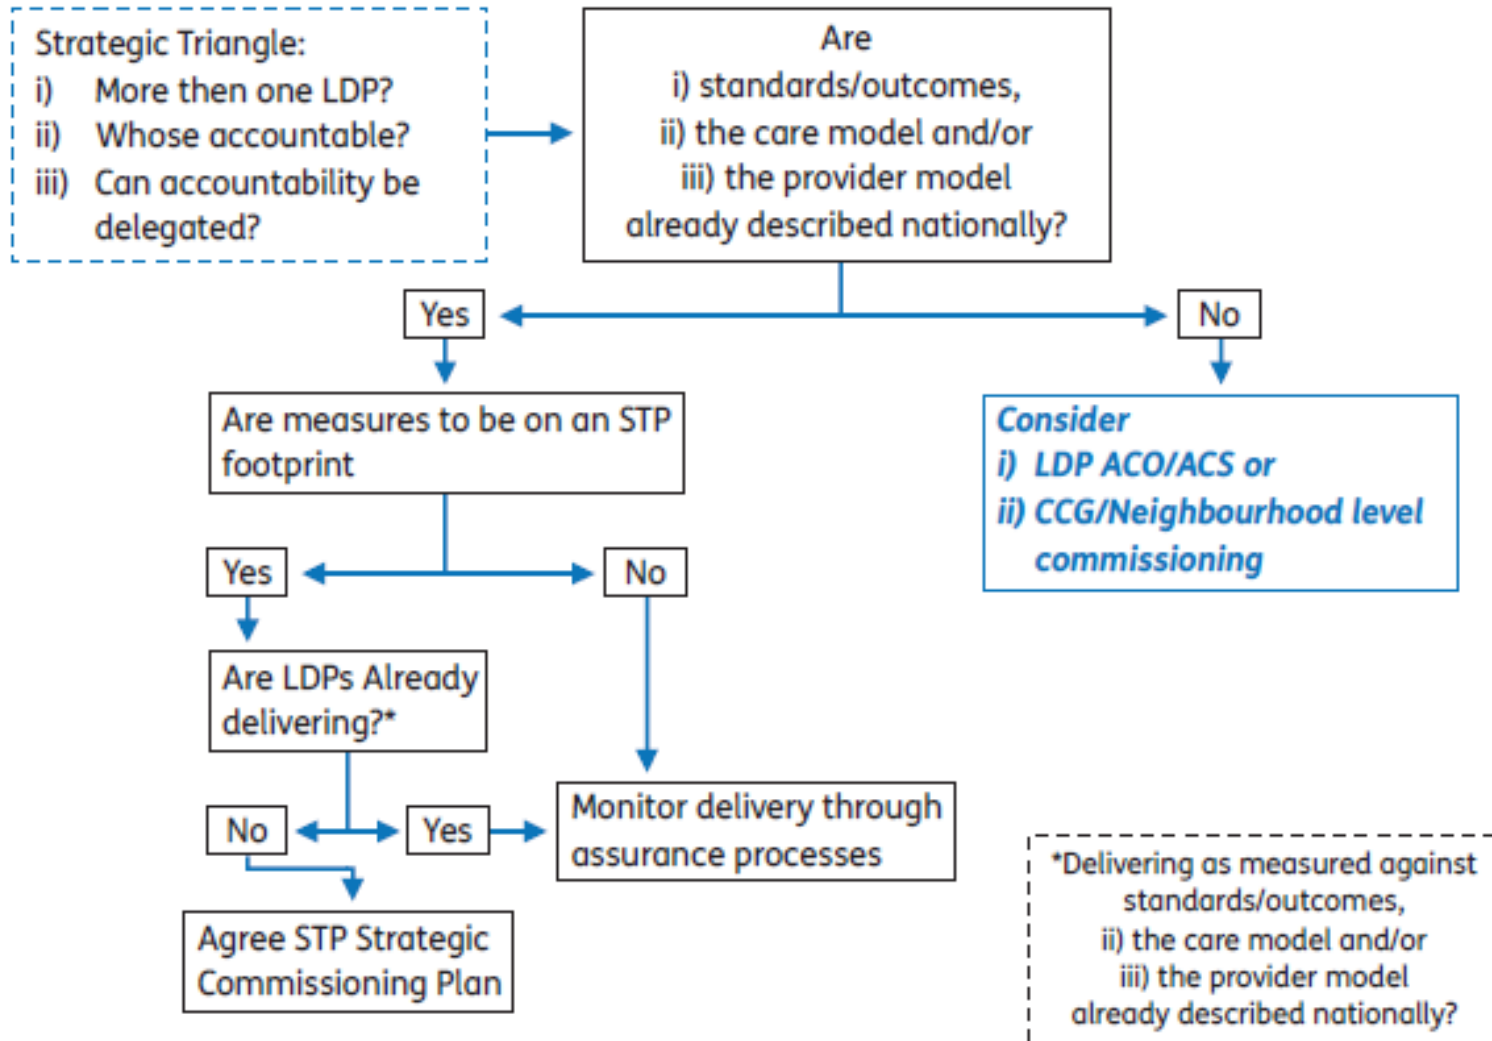 Strategic Triangle:
i) More then one LDP?
ii) Whose accountable?
iii) Can accountability be
delegated?
Are
i) standards/outcomes,
ii) the care model and/or
iii) the provider model
already described nationally?
Yes
No
Are measures to be on an STP
footprint
Consider
i) LDP ACO/ACS or
ii) CCG/Neighbourhood level
commissioning
Yes
No
Are LDPs Already
delivering?*
No
Yes
Monitor delivery through
assurance processes
Agree STP Strategic
Commissioning Plan
*Delivering as measured against
standards/outcomes,
ii) the care model and/or
iii) the provider model
already described nationally?